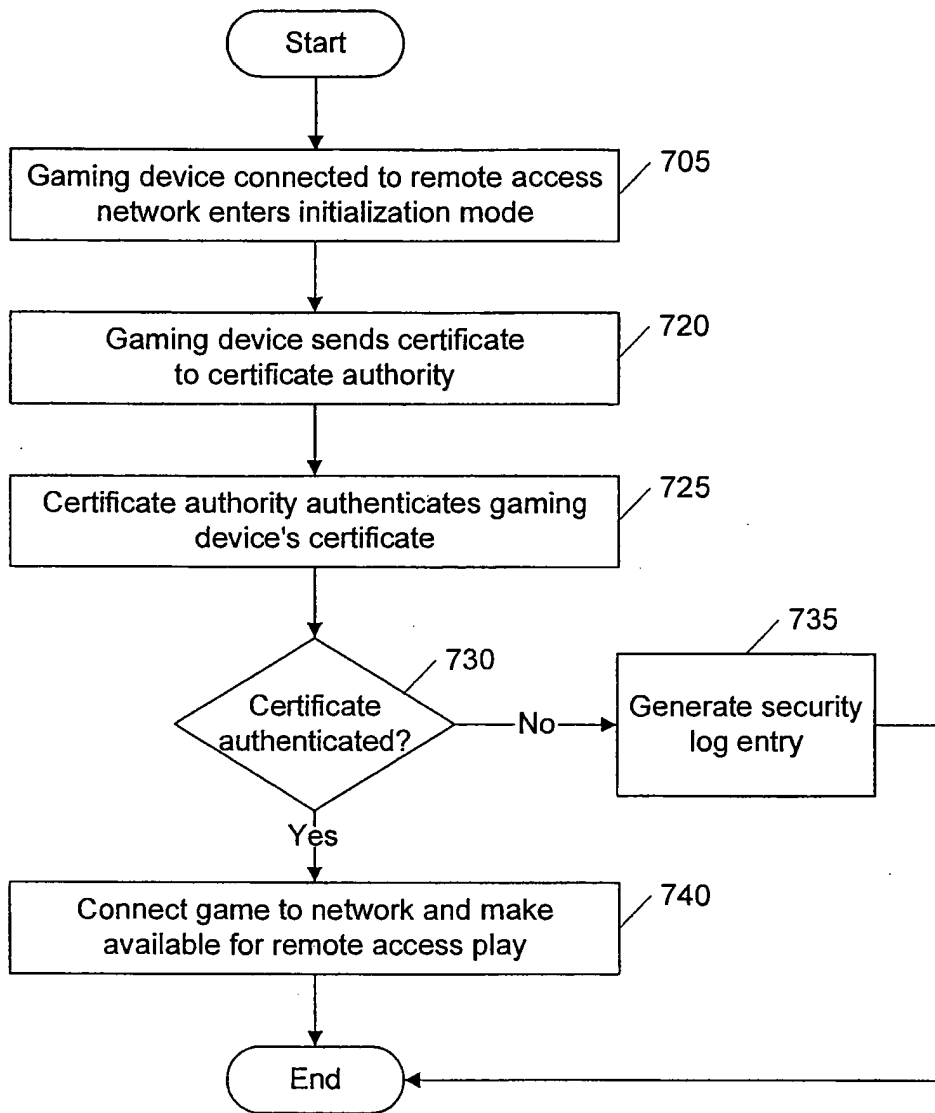 Start
705
Gaming device connected to remote access
network enters initialization mode
720
Gaming device sends certificate
to certificate authority
725
Certificate authority authenticates gaming
device's certificate
730
Certificate
authenticated?
No
735
Generate security
log entry
Yes
740
Connect game to network and make
available for remote access play
End